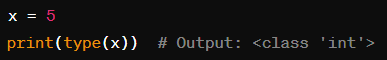 x = 5
print(type(x))  # Output: <class 'int'>